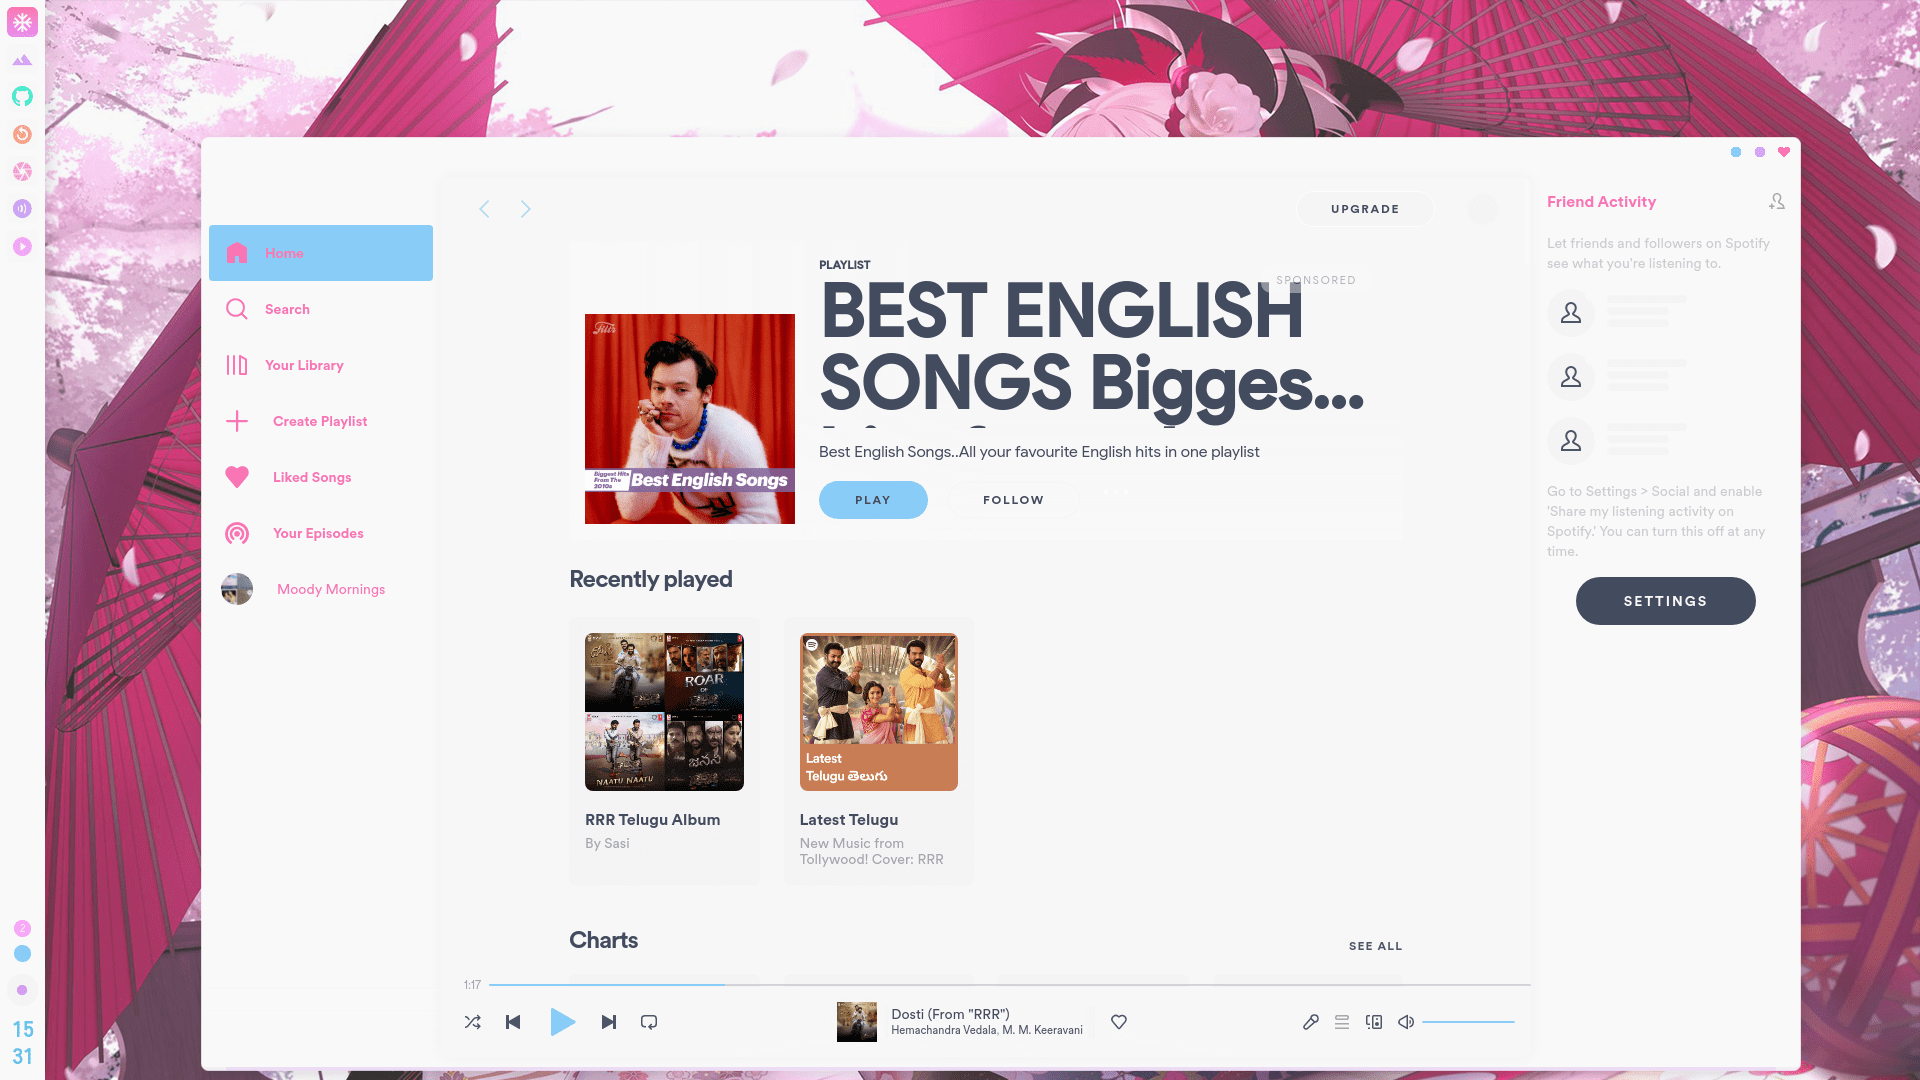 UPGRADE
Friend Activity
Let friends and followers on Spotify
see what you're listening to.
Home
Search
Your Library
Create Playlist
Liked Songs
Your Episodes
Moody Mornings
PLAYLIST
SPONSORED
BEST ENGLISH
SONGS Bigges...
Best English Songs..All your favourite English hits in one playlist
PLAY
FOLLOW
Filtr
Biggest Hits
From The
2010s
Best English Songs
Go to Settings > Social and enable
'Share my listening activity on
Spotify.' You can turn this off at any
time.
SETTINGS
Recently played
ROAR
OF
NAATU NAATU
జనని
Latest
Telugu తెలుగు
RRR Telugu Album
By Sasi
Latest Telugu
New Music from
Tollywood! Cover: RRR
Charts
SEE ALL
1:17
Dosti (From "RRR")
Hemachandra Vedala, M. M. Keeravani
2
15
31